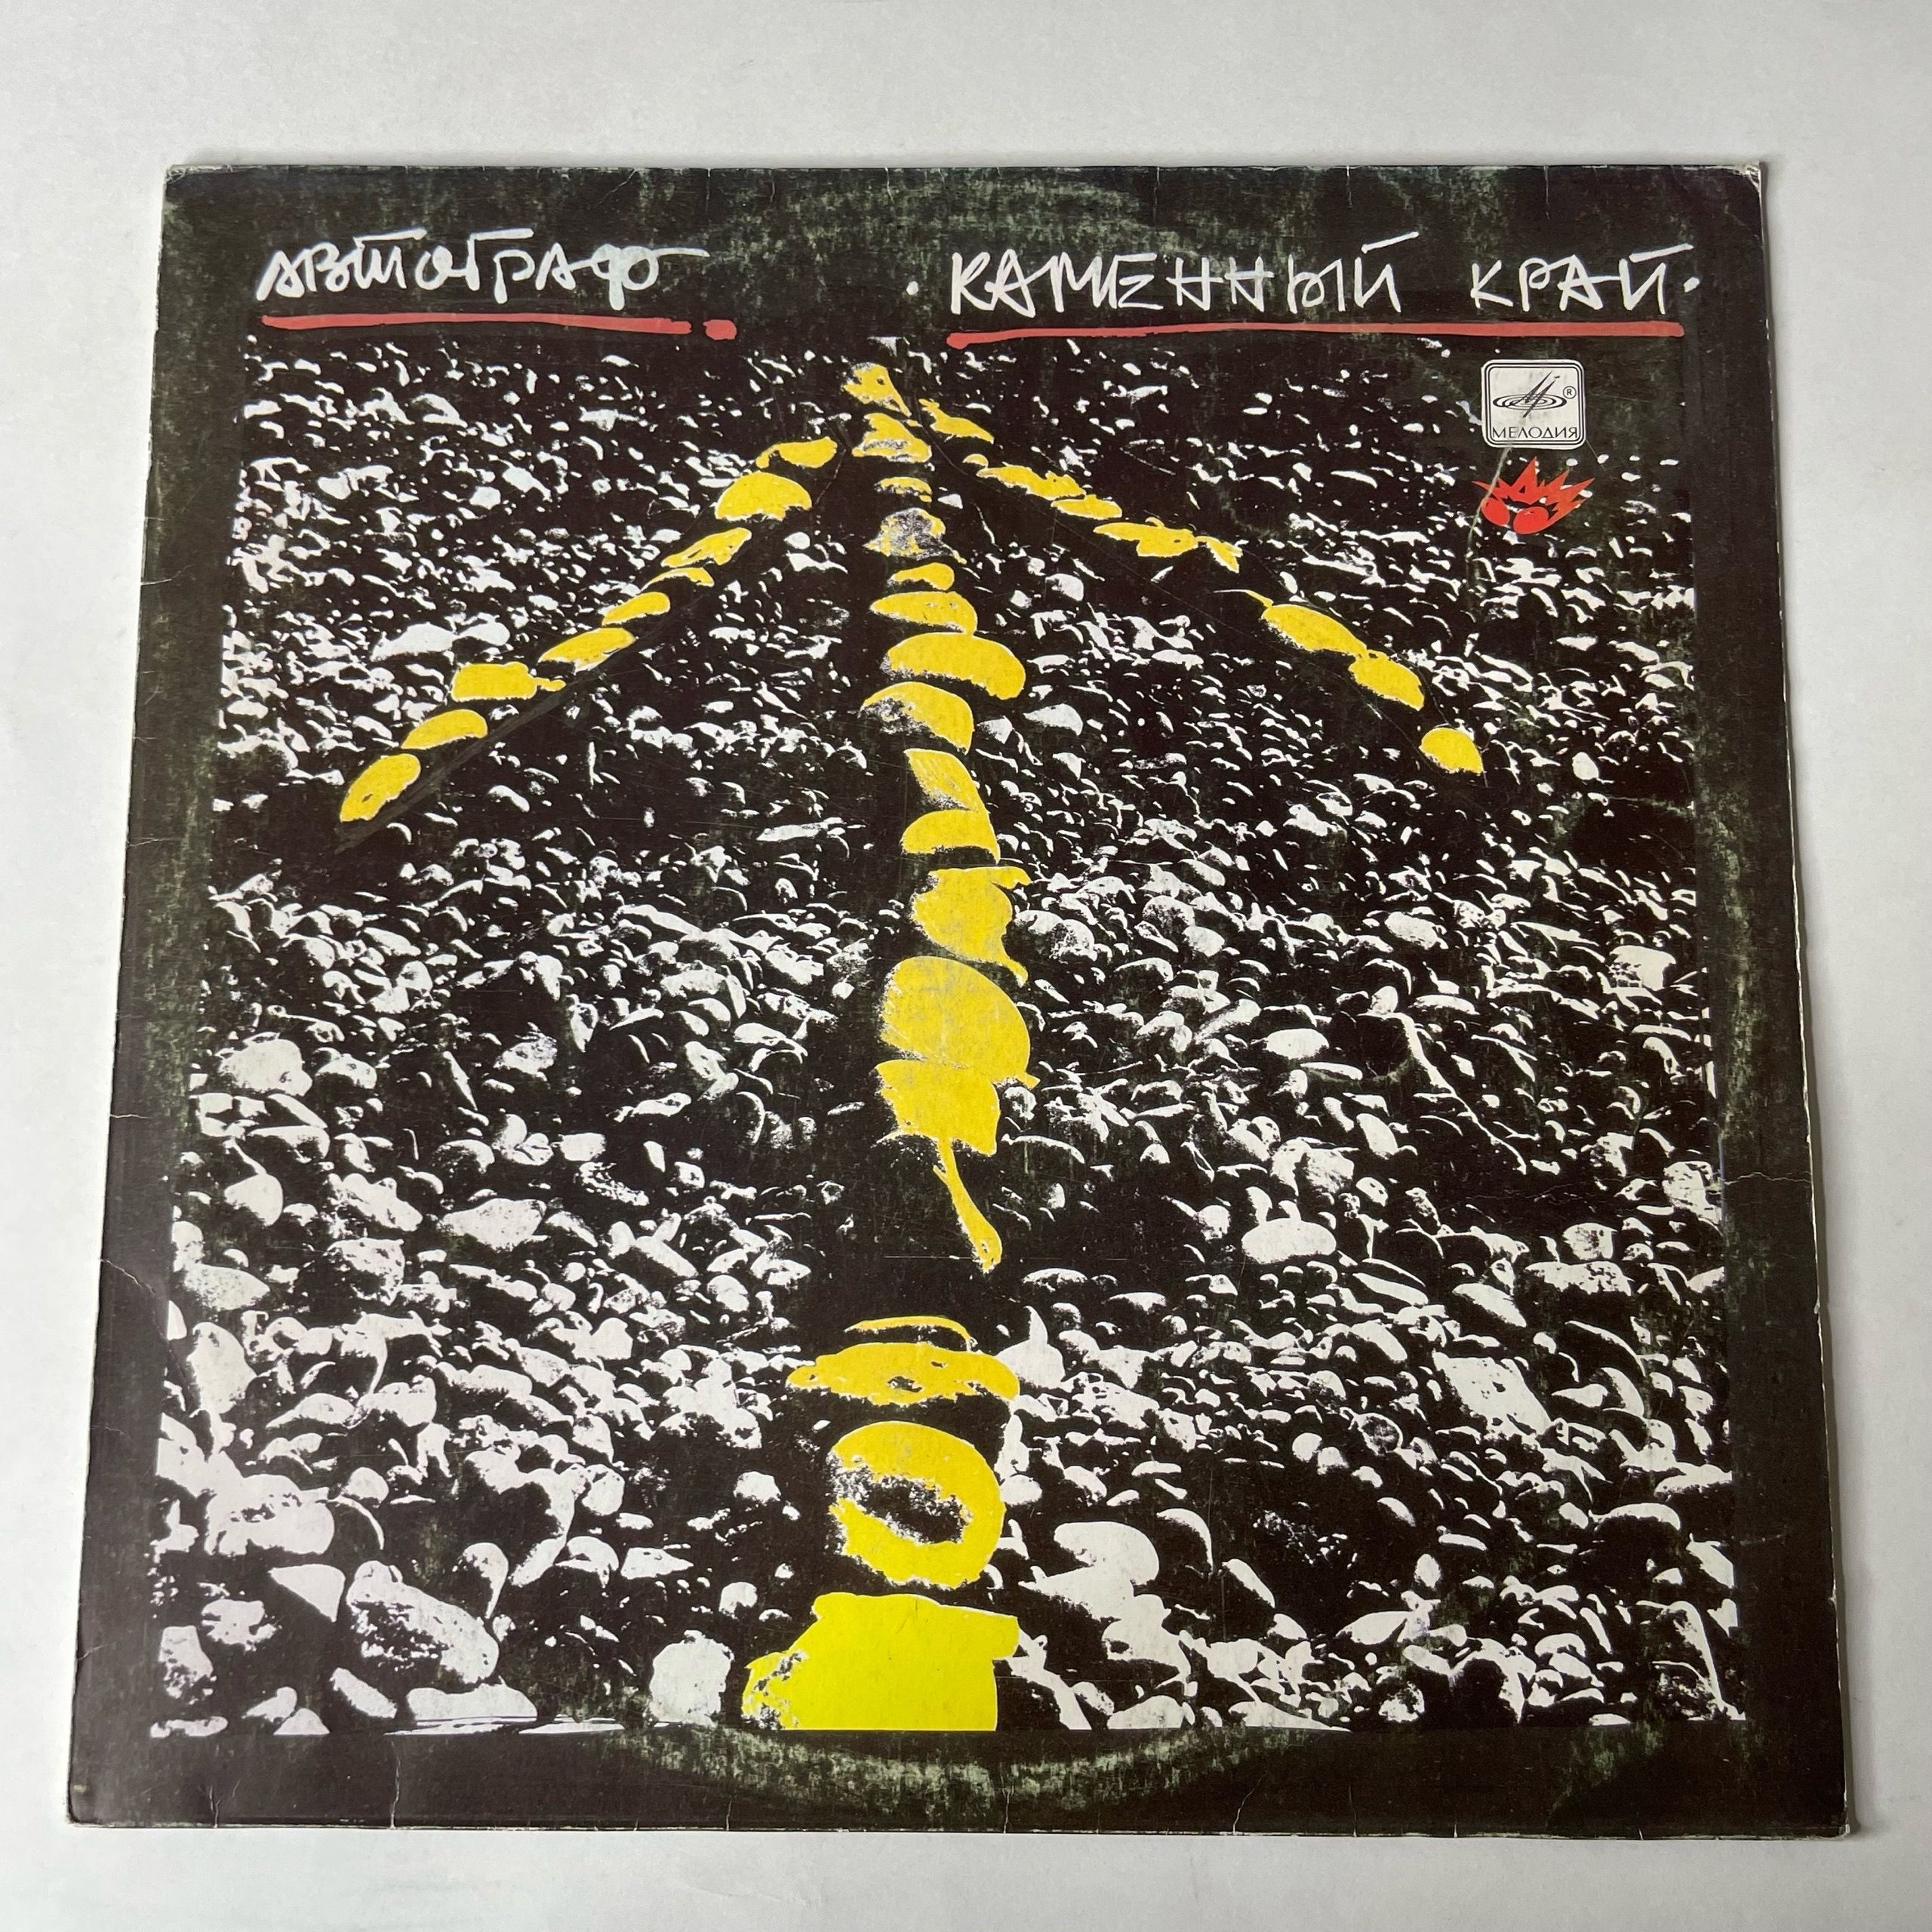 АВТОГРАФ
· КАМЕННЫЙ КРАЙ ·
®
МЕЛОДИЯ